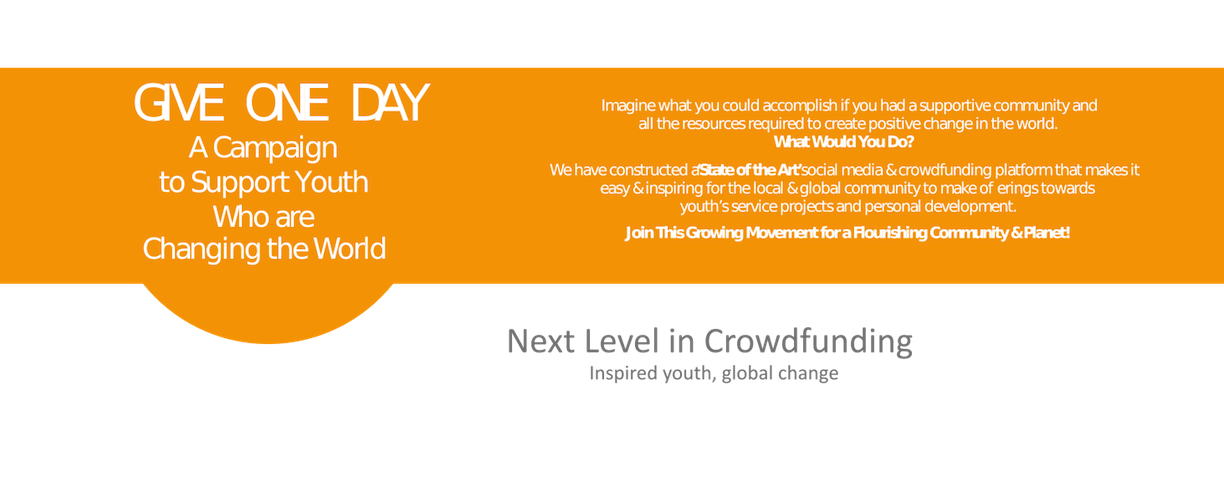 GIVE ONE DAY
A Campaign
to Support Youth
Who are
Changing the World
Imagine what you could accomplish if you had a supportive community and
all the resources required to create positive change in the world.
What Would You Do?
We have constructed a 'State of the Art' social media & crowdfunding platform that makes it
easy & inspiring for the local & global community to make of erings towards
youth's service projects and personal development.
Join This Growing Movement for a Flourishing Community & Planet!
Next Level in Crowdfunding
Inspired youth, global change